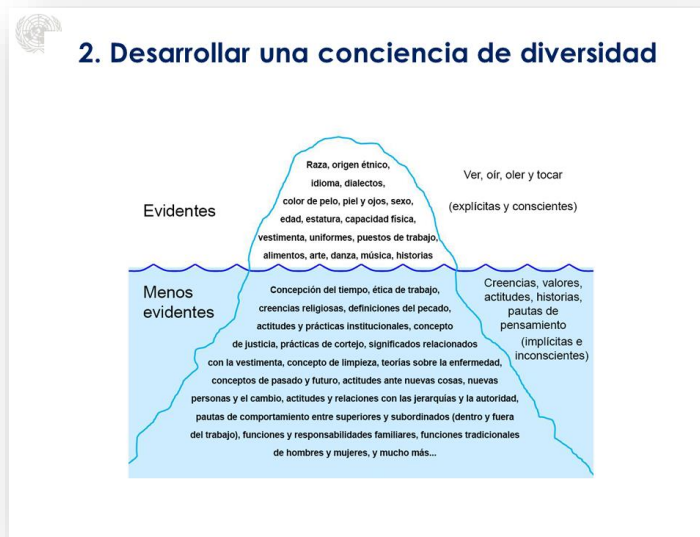 2. Desarrollar una conciencia de diversidad
Raza, origen étnico,
idioma, dialectos,
color de pelo, piel y ojos, sexo,
edad, estatura, capacidad física,
vestimenta, uniformes, puestos de trabajo,
alimentos, arte, danza, música, historias
Evidentes
Ver, oír, oler y tocar
(explícitas y conscientes)
Menos
evidentes
Concepción del tiempo, ética de trabajo,
creencias religiosas, definiciones del pecado,
actitudes y prácticas institucionales, concepto
de justicia, prácticas de cortejo, significados relacionados
con la vestimenta, concepto de limpieza, teorías sobre la enfermedad,
conceptos de pasado y futuro, actitudes ante nuevas cosas, nuevas
personas y el cambio, actitudes y relaciones con las jerarquías y la autoridad,
pautas de comportamiento entre superiores y subordinados (dentro y fuera
del trabajo), funciones y responsabilidades familiares, funciones tradicionales
de hombres y mujeres, y mucho más...
Creencias, valores,
actitudes, historias,
pautas de
pensamiento
(implícitas e
inconscientes)